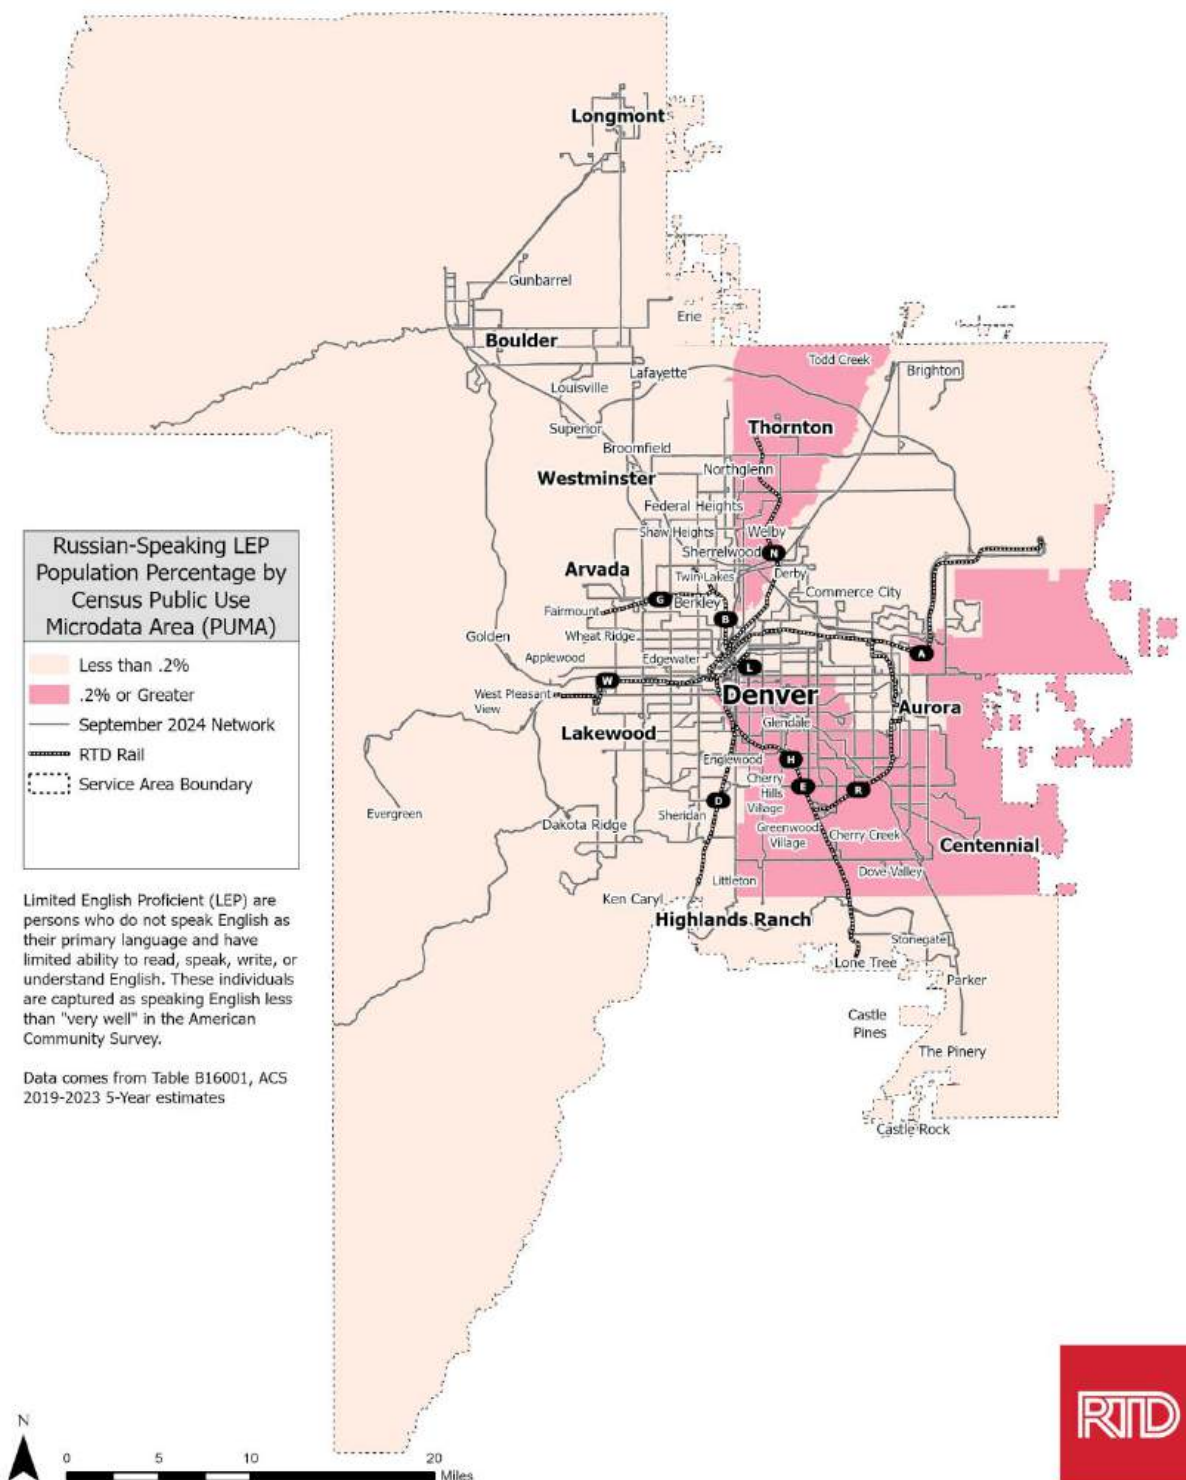 Longmont
Gunbarrel
Erie
Boulder
Todd Creek
Brighton
Lafayette
Louisville
Superior
Thornton
Broomfield
Northglenn
Westminster
Federal Heights
Shaw Heights
Welby
Sherrelwood
N
Arvada
Twin Lakes
Derby
Commerce City
G
Berkley
Fairmount
B
Golden
Wheat Ridge
Applewood
Edgewater
A
L
W
West Pleasant
View
Denver
Aurora
Glendale
Lakewood
Englewood
H
Cherry
Hills
Village
E
R
D
Evergreen
Sheridan
Dakota Ridge
Greenwood
Village
Cherry Creek
Centennial
Dove Valley
Littleton
Ken Caryl
Highlands Ranch
Stonegate
Lone Tree
Parker
Castle
Pines
The Pinery
Castle Rock
Russian-Speaking LEP
Population Percentage by
Census Public Use
Microdata Area (PUMA)
Less than .2%
.2% or Greater
September 2024 Network
RTD Rail
Service Area Boundary
Limited English Proficient (LEP) are
persons who do not speak English as
their primary language and have
limited ability to read, speak, write, or
understand English. These individuals
are captured as speaking English less
than "very well" in the American
Community Survey.
Data comes from Table B16001, ACS
2019-2023 5-Year estimates
N
0 5 10 20
Miles
RTD